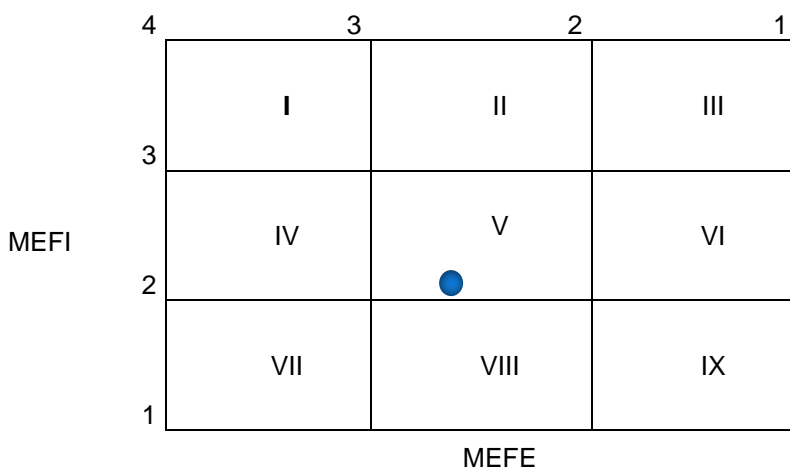 4 3 2 1
I II III
3
MEFI IV V VI
2
VII VIII IX
1
MEFE